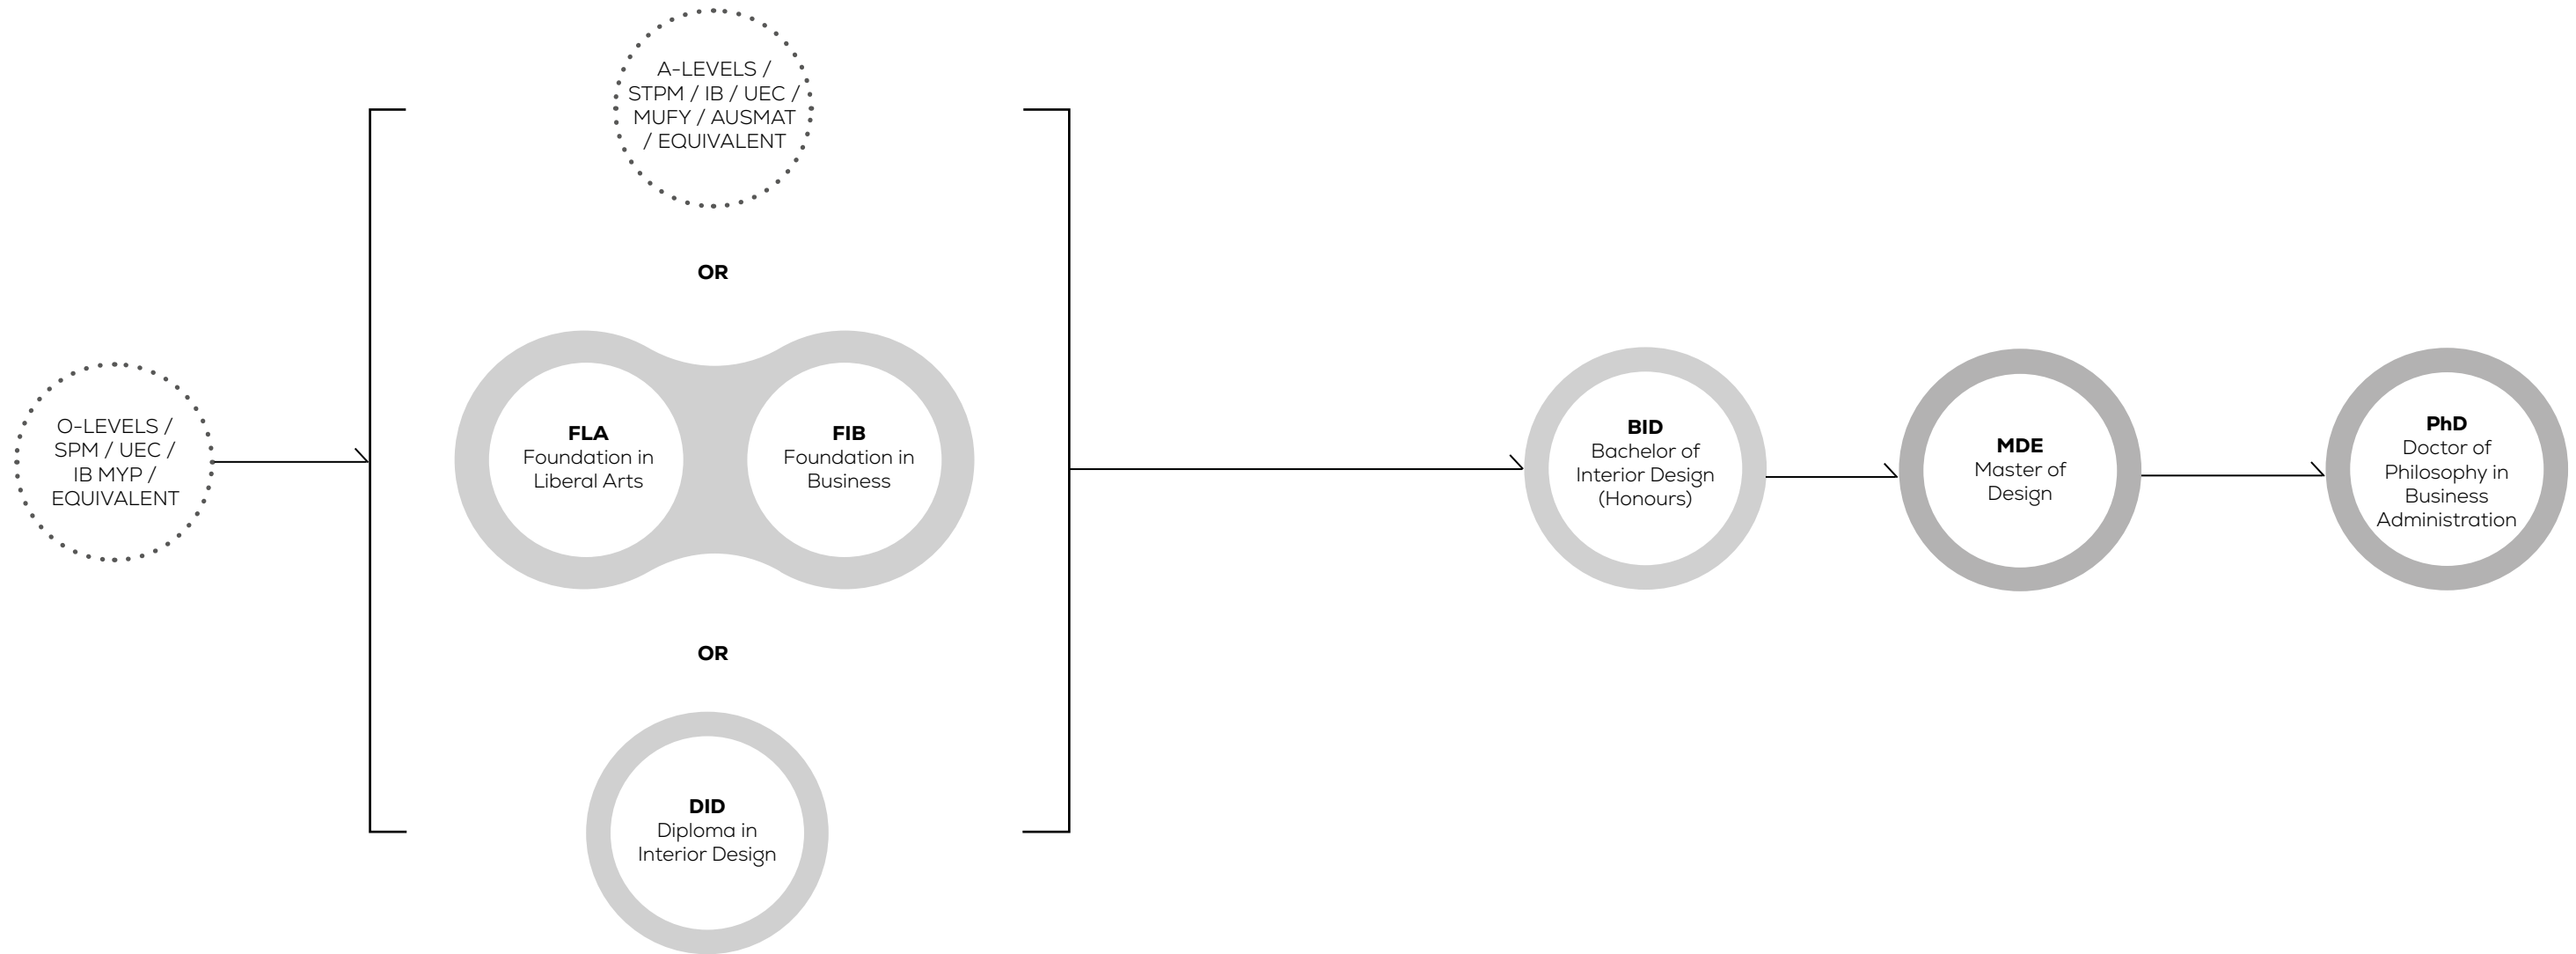 O-LEVELS /
SPM / UEC /
IB MYP /
EQUIVALENT
A-LEVELS /
STPM / IB / UEC /
MUFY / AUSMAT
/ EQUIVALENT
OR
FLA
Foundation in
Liberal Arts
FIB
Foundation in
Business
OR
DID
Diploma in
Interior Design
BID
Bachelor of
Interior Design
(Honours)
MDE
Master of
Design
PhD
Doctor of
Philosophy in
Business
Administration